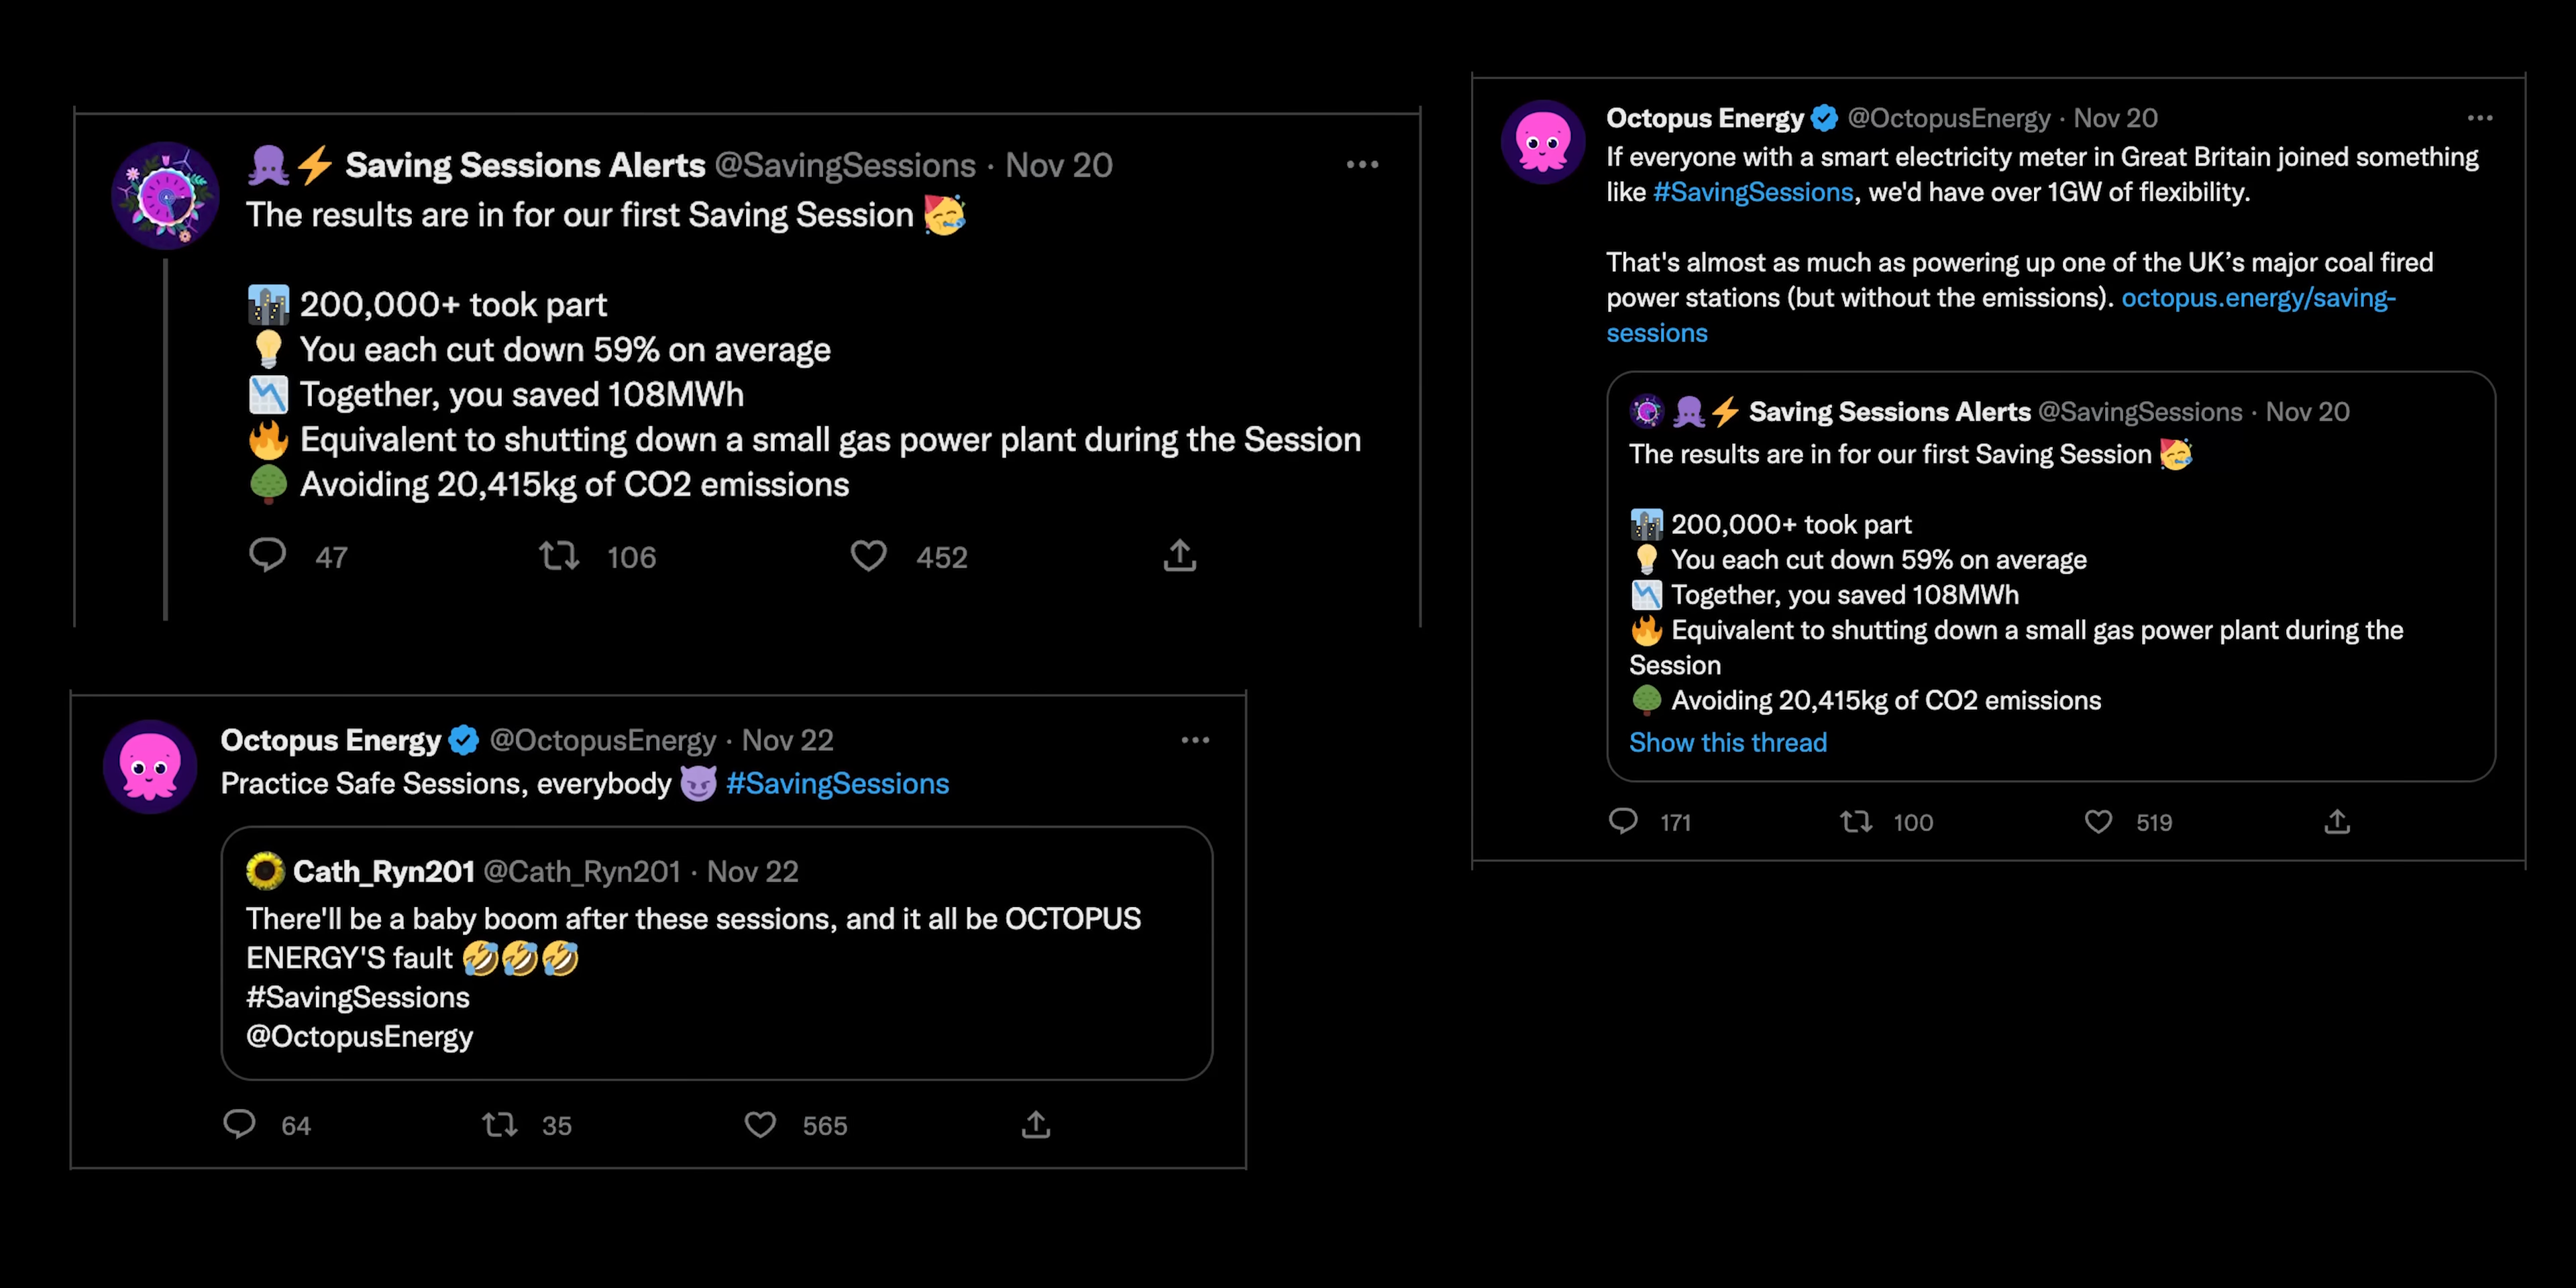 🐙⚡ Saving Sessions Alerts @SavingSessions · Nov 20
The results are in for our first Saving Session 🥳
🏙️ 200,000+ took part
💡 You each cut down 59% on average
📉 Together, you saved 108MWh
🔥 Equivalent to shutting down a small gas power plant during the Session
🌳 Avoiding 20,415kg of CO2 emissions
47 106 452
Octopus Energy @OctopusEnergy · Nov 22
Practice Safe Sessions, everybody 😈 #SavingSessions
Cath_Ryn201 @Cath_Ryn201 · Nov 22
There'll be a baby boom after these sessions, and it all be OCTOPUS
ENERGY'S fault 🤣🤣🤣
#SavingSessions
@OctopusEnergy
64 35 565
Octopus Energy @OctopusEnergy · Nov 20
If everyone with a smart electricity meter in Great Britain joined something
like #SavingSessions, we'd have over 1GW of flexibility.
That's almost as much as powering up one of the UK’s major coal fired
power stations (but without the emissions). octopus.energy/saving-
sessions
🐙⚡ Saving Sessions Alerts @SavingSessions · Nov 20
The results are in for our first Saving Session 🥳
🏙️ 200,000+ took part
💡 You each cut down 59% on average
📉 Together, you saved 108MWh
🔥 Equivalent to shutting down a small gas power plant during the
Session
🌳 Avoiding 20,415kg of CO2 emissions
Show this thread
171 100 519